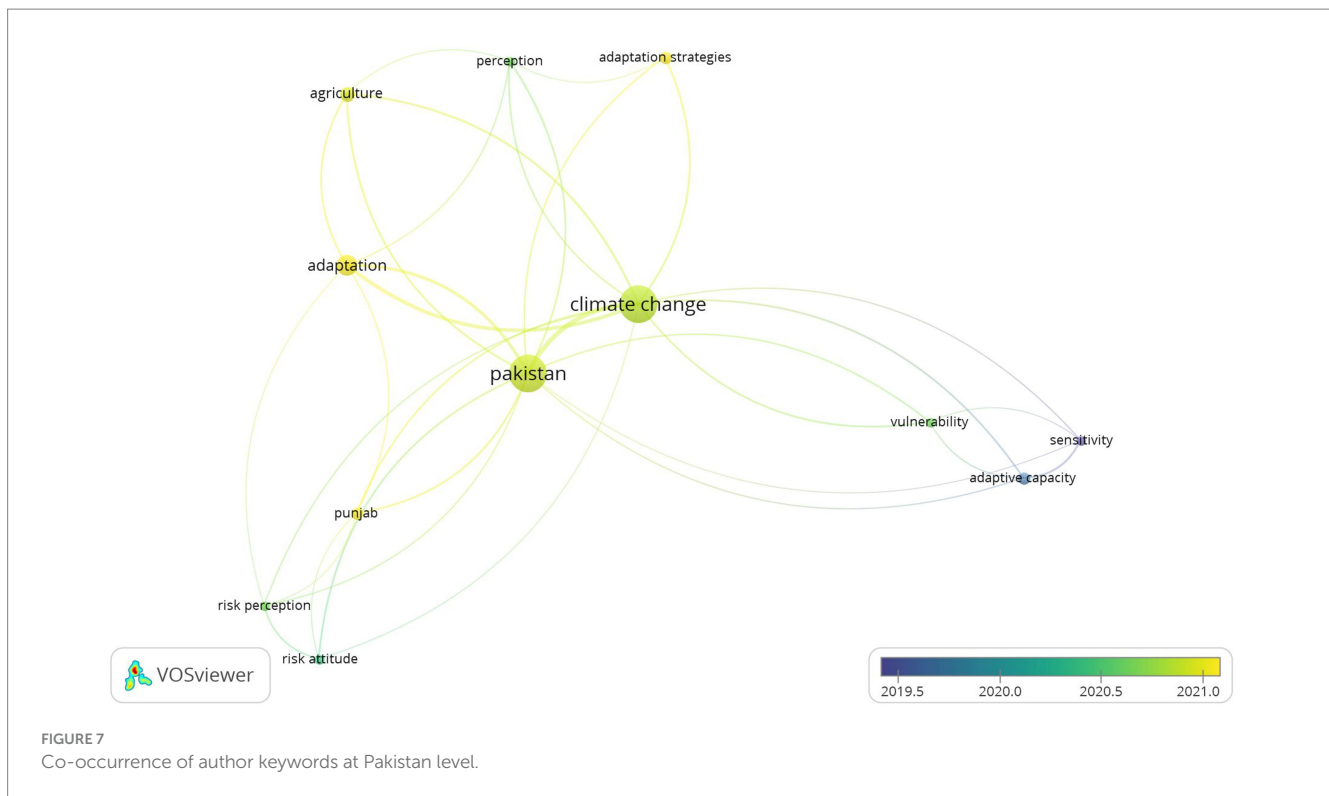 perception
adaptation strategies
agriculture
adaptation
climate change
pakistan
vulnerability
sensitivity
adaptive capacity
punjab
risk perception
risk attitude
VOSviewer
2019.5 2020.0 2020.5 2021.0
FIGURE 7
Co-occurrence of author keywords at Pakistan level.